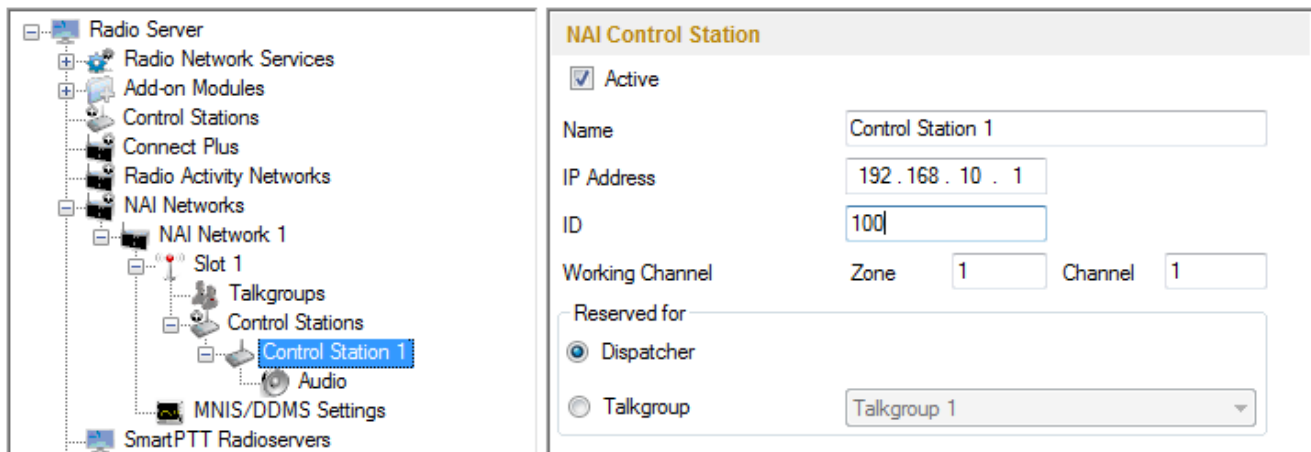 Radio Server
Radio Network Services
Add-on Modules
Control Stations
Connect Plus
Radio Activity Networks
NAI Networks
NAI Network 1
Slot 1
Talkgroups
Control Stations
Control Station 1
Audio
MNIS/DDMS Settings
SmartPTT Radioservers
NAI Control Station
Active
Name Control Station 1
IP Address 192 . 168 . 10 . 1
ID 100
Working Channel Zone 1 Channel 1
Reserved for
Dispatcher
Talkgroup Talkgroup 1